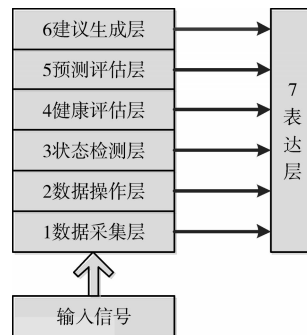 6建议生成层
5预测评估层
4健康评估层
3状态检测层
2数据操作层
1数据采集层
7
表
达
层
输入信号